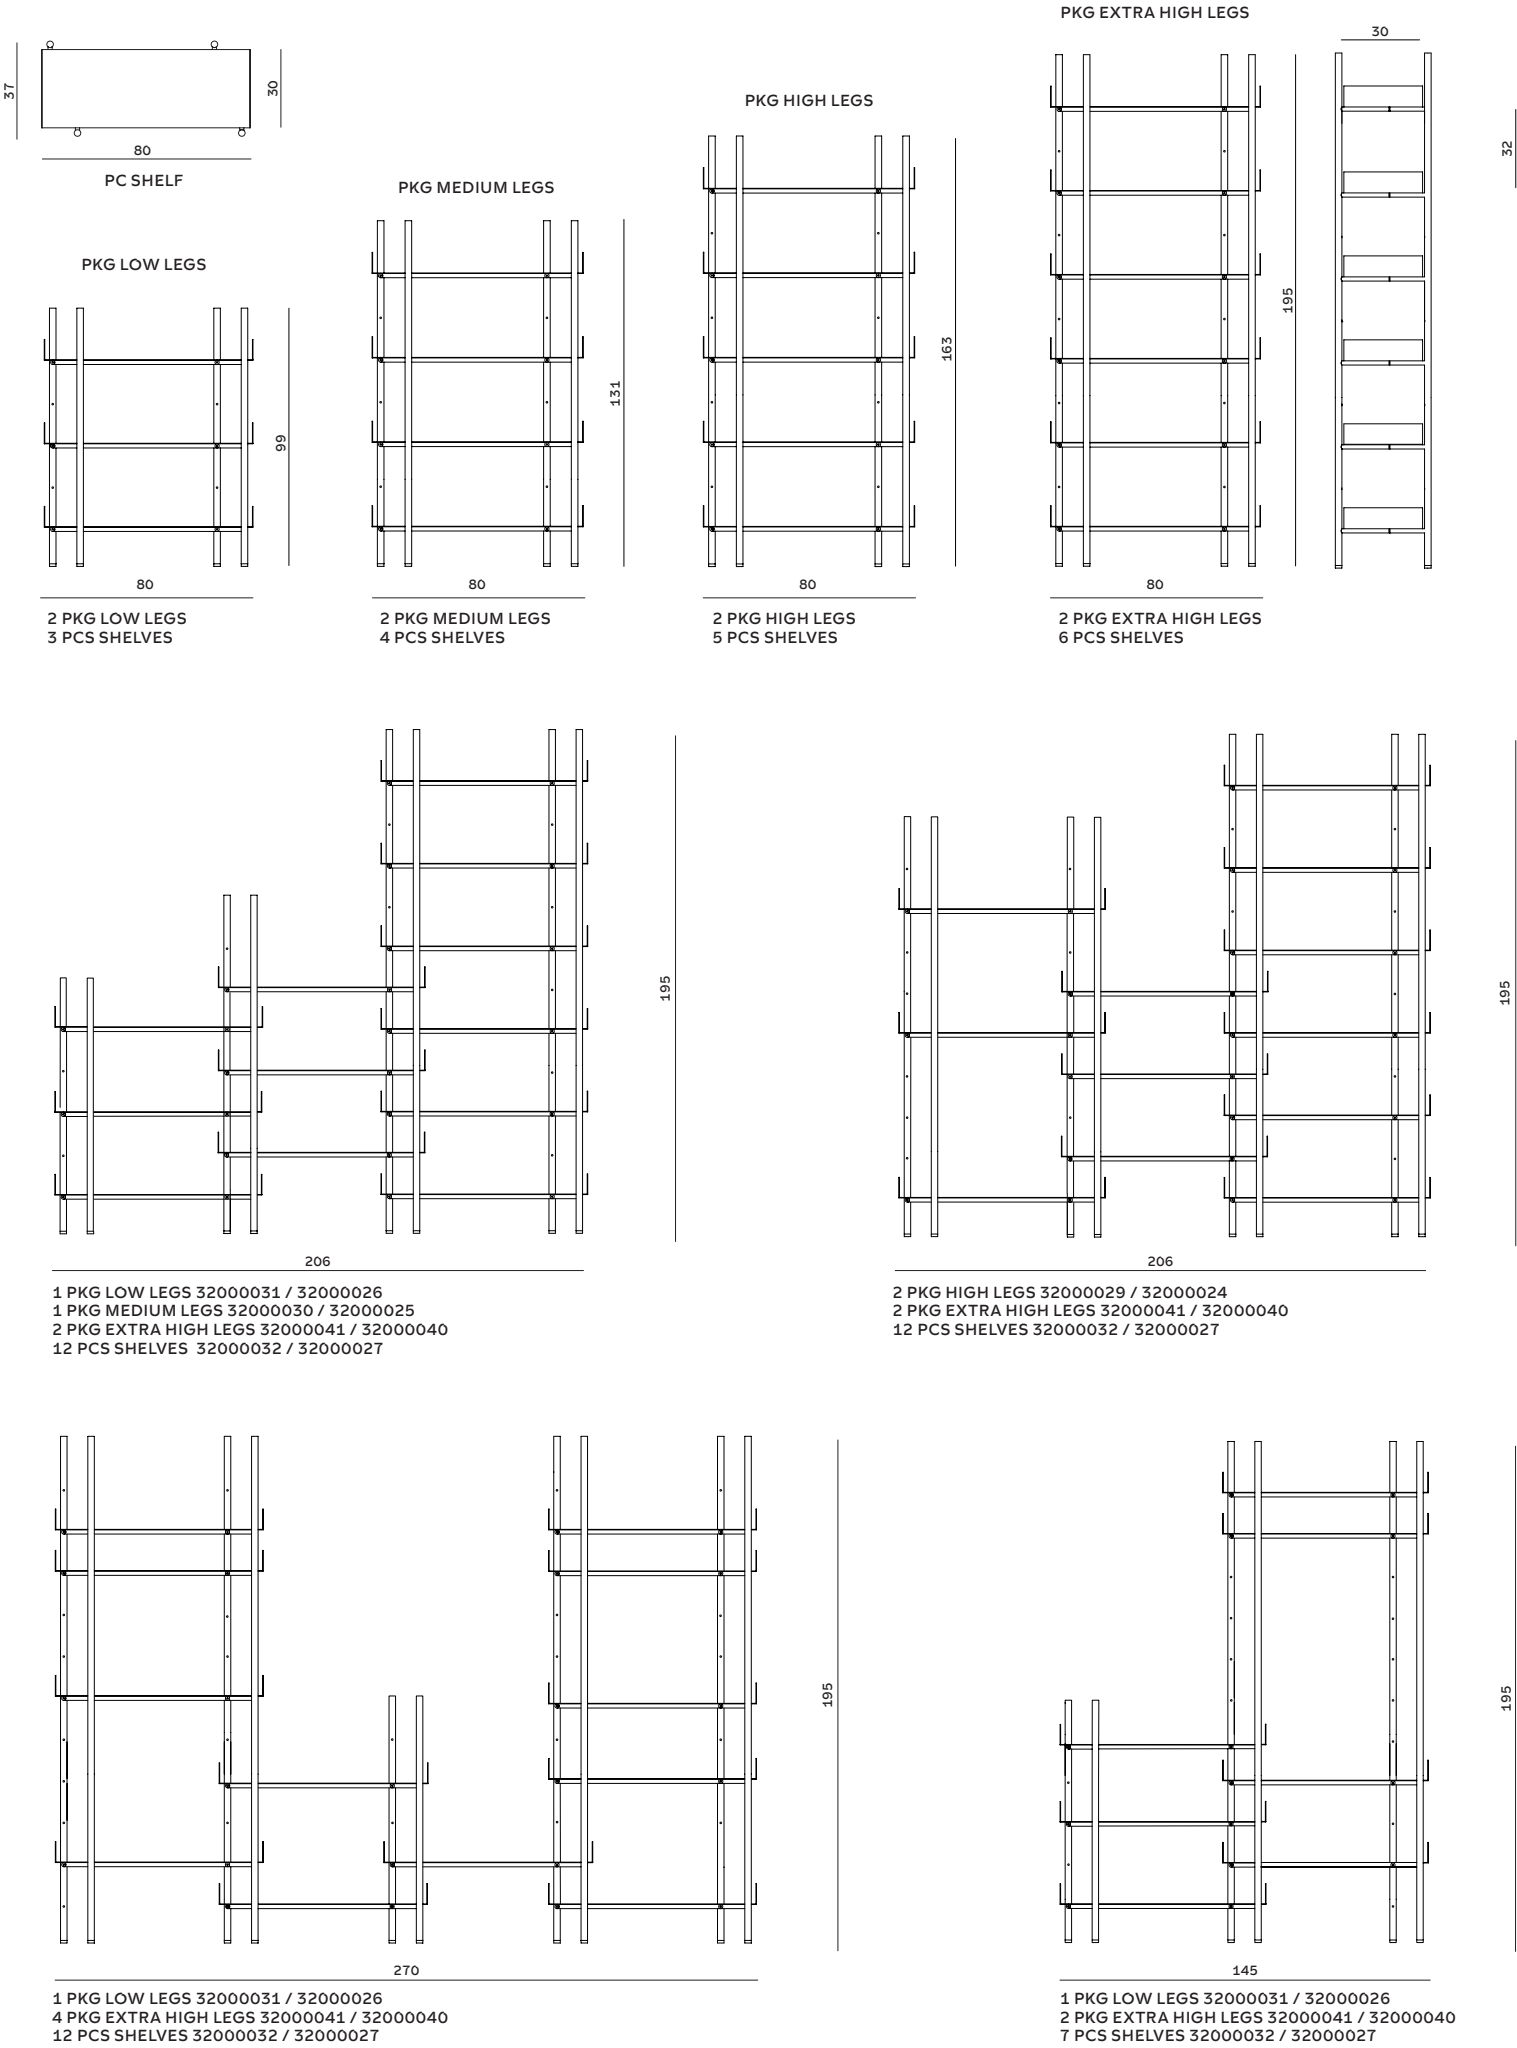 PKG EXTRA HIGH LEGS
30
37
30
80
PC SHELF
PKG HIGH LEGS
32
PKG MEDIUM LEGS
PKG LOW LEGS
99
131
163
195
80
80
80
80
2 PKG LOW LEGS
3 PCS SHELVES
2 PKG MEDIUM LEGS
4 PCS SHELVES
2 PKG HIGH LEGS
5 PCS SHELVES
2 PKG EXTRA HIGH LEGS
6 PCS SHELVES
195
206
1 PKG LOW LEGS 32000031 / 32000026
1 PKG MEDIUM LEGS 32000030 / 32000025
2 PKG EXTRA HIGH LEGS 32000041 / 32000040
12 PCS SHELVES 32000032 / 32000027
195
206
2 PKG HIGH LEGS 32000029 / 32000024
2 PKG EXTRA HIGH LEGS 32000041 / 32000040
12 PCS SHELVES 32000032 / 32000027
195
270
1 PKG LOW LEGS 32000031 / 32000026
4 PKG EXTRA HIGH LEGS 32000041 / 32000040
12 PCS SHELVES 32000032 / 32000027
195
145
1 PKG LOW LEGS 32000031 / 32000026
2 PKG EXTRA HIGH LEGS 32000041 / 32000040
7 PCS SHELVES 32000032 / 32000027